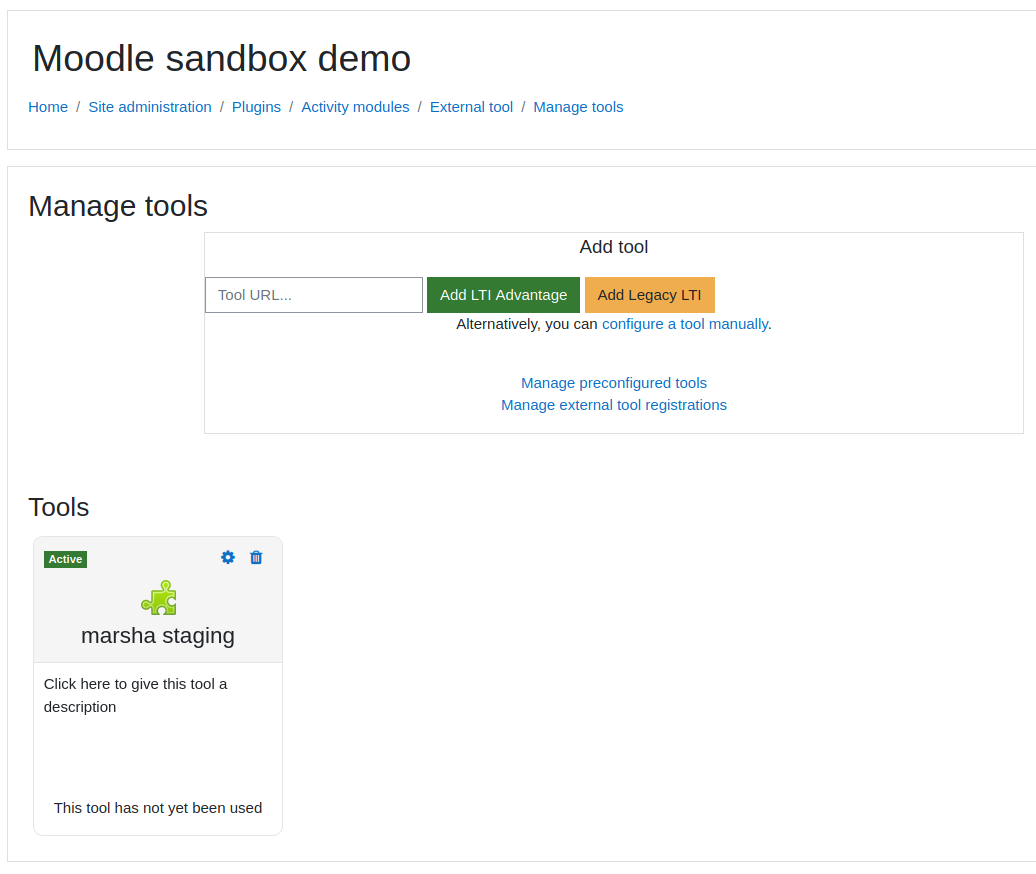 Moodle sandbox demo
Home / Site administration / Plugins / Activity modules / External tool / Manage tools
Manage tools
Add tool
Tool URL... Add LTI Advantage Add Legacy LTI
Alternatively, you can configure a tool manually.
Manage preconfigured tools
Manage external tool registrations
Tools
Active
marsha staging
Click here to give this tool a
description
This tool has not yet been used